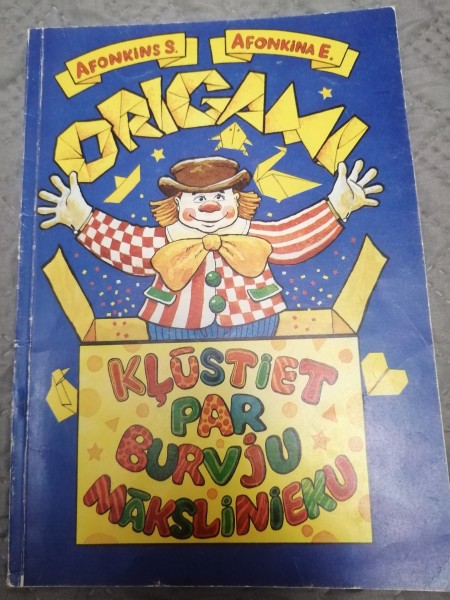 AFONKINS S.
AFONKINA E.
ORIGAMI
KĻŪSTIET
PAR
BURVJU
MĀKSLINIEKU